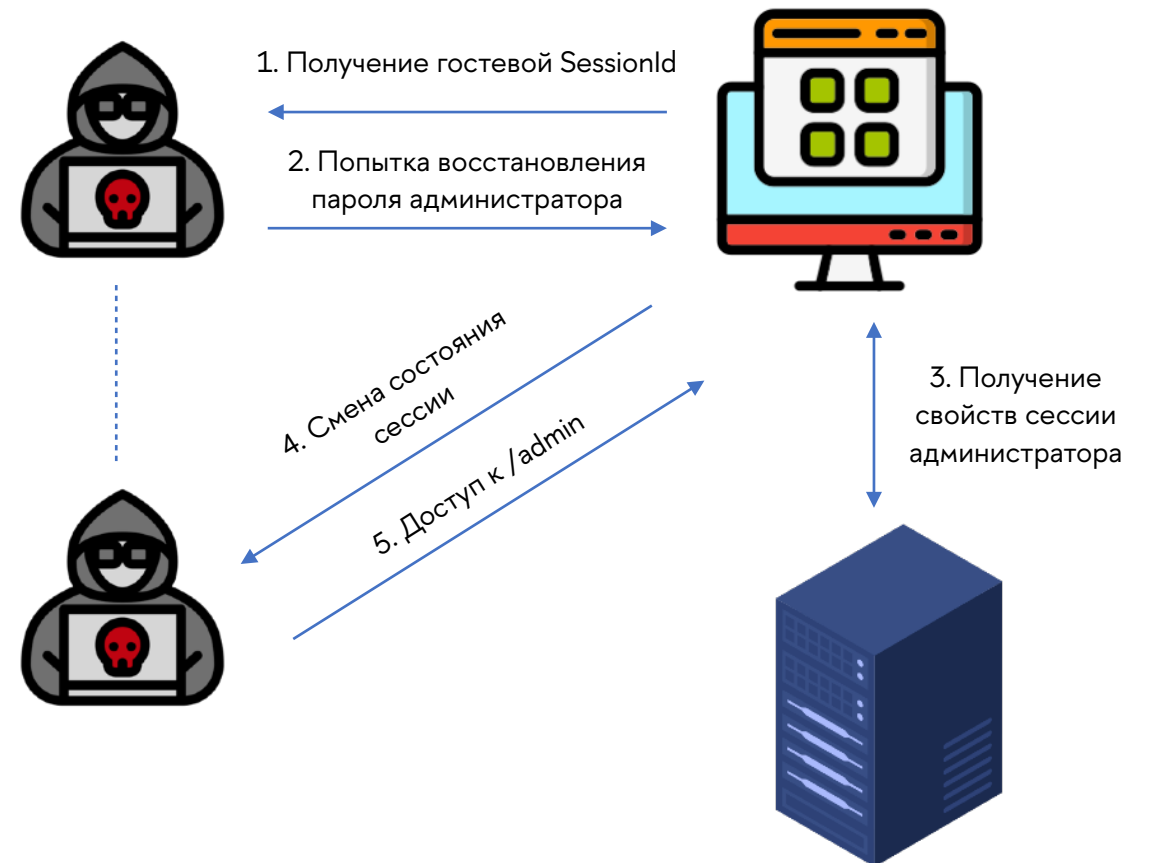 1. Получение гостевой SessionId
2. Попытка восстановления
пароля администратора
3. Получение
свойств сессии
администратора
4. Смена состояния
сессии
5. Доступ к /admin